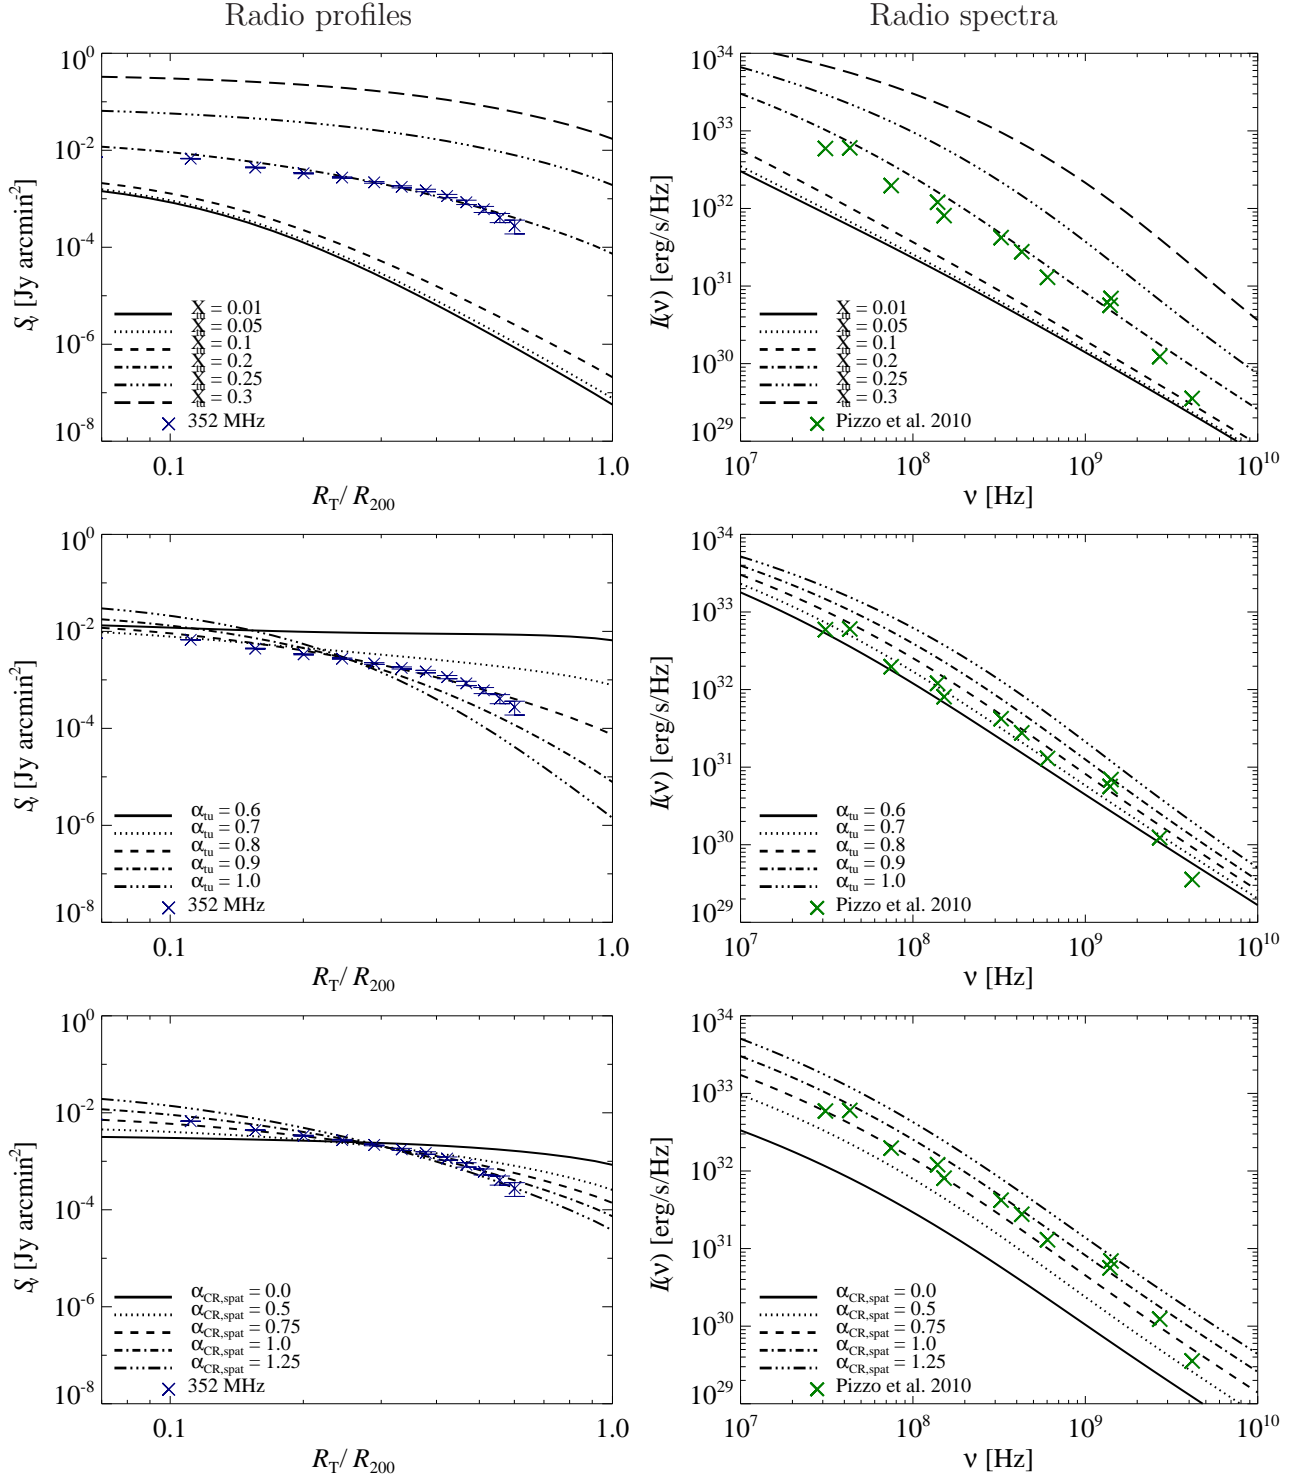 Radio profiles
Radio spectra
10^0
10^-2
10^-4
10^-6
10^-8
S_ν [Jy arcmin^-2]
X_tu = 0.01
X_tu = 0.05
X_tu = 0.1
X_tu = 0.2
X_tu = 0.25
X_tu = 0.3
352 MHz
0.1
1.0
R_T / R_200
10^34
10^33
10^32
10^31
10^30
10^29
I(ν) [erg/s/Hz]
X_tu = 0.01
X_tu = 0.05
X_tu = 0.1
X_tu = 0.2
X_tu = 0.25
X_tu = 0.3
Pizzo et al. 2010
10^7
10^8
10^9
10^10
ν [Hz]
10^0
10^-2
10^-4
10^-6
10^-8
S_ν [Jy arcmin^-2]
α_tu = 0.6
α_tu = 0.7
α_tu = 0.8
α_tu = 0.9
α_tu = 1.0
352 MHz
0.1
1.0
R_T / R_200
10^34
10^33
10^32
10^31
10^30
10^29
I(ν) [erg/s/Hz]
α_tu = 0.6
α_tu = 0.7
α_tu = 0.8
α_tu = 0.9
α_tu = 1.0
Pizzo et al. 2010
10^7
10^8
10^9
10^10
ν [Hz]
10^0
10^-2
10^-4
10^-6
10^-8
S_ν [Jy arcmin^-2]
α_CR,spat = 0.0
α_CR,spat = 0.5
α_CR,spat = 0.75
α_CR,spat = 1.0
α_CR,spat = 1.25
352 MHz
0.1
1.0
R_T / R_200
10^34
10^33
10^32
10^31
10^30
10^29
I(ν) [erg/s/Hz]
α_CR,spat = 0.0
α_CR,spat = 0.5
α_CR,spat = 0.75
α_CR,spat = 1.0
α_CR,spat = 1.25
Pizzo et al. 2010
10^7
10^8
10^9
10^10
ν [Hz]